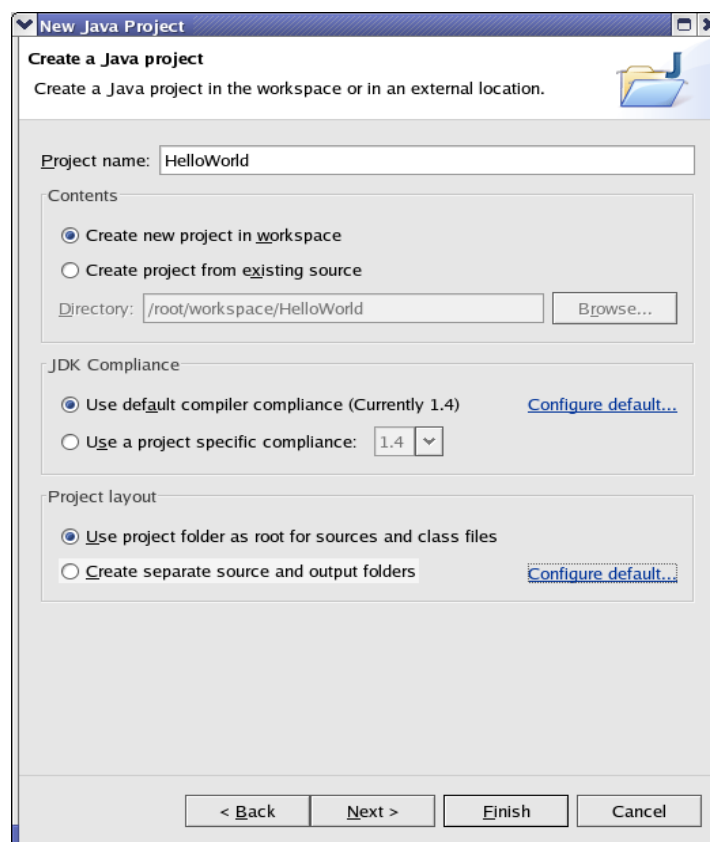 New Java Project
Create a Java project
Create a Java project in the workspace or in an external location.
Project name: HelloWorld
Contents
Create new project in workspace
Create project from existing source
Directory: /root/workspace/HelloWorld Browse...
JDK Compliance
Use default compiler compliance (Currently 1.4) Configure default...
Use a project specific compliance: 1.4
Project layout
Use project folder as root for sources and class files
Create separate source and output folders Configure default...
< Back Next > Finish Cancel